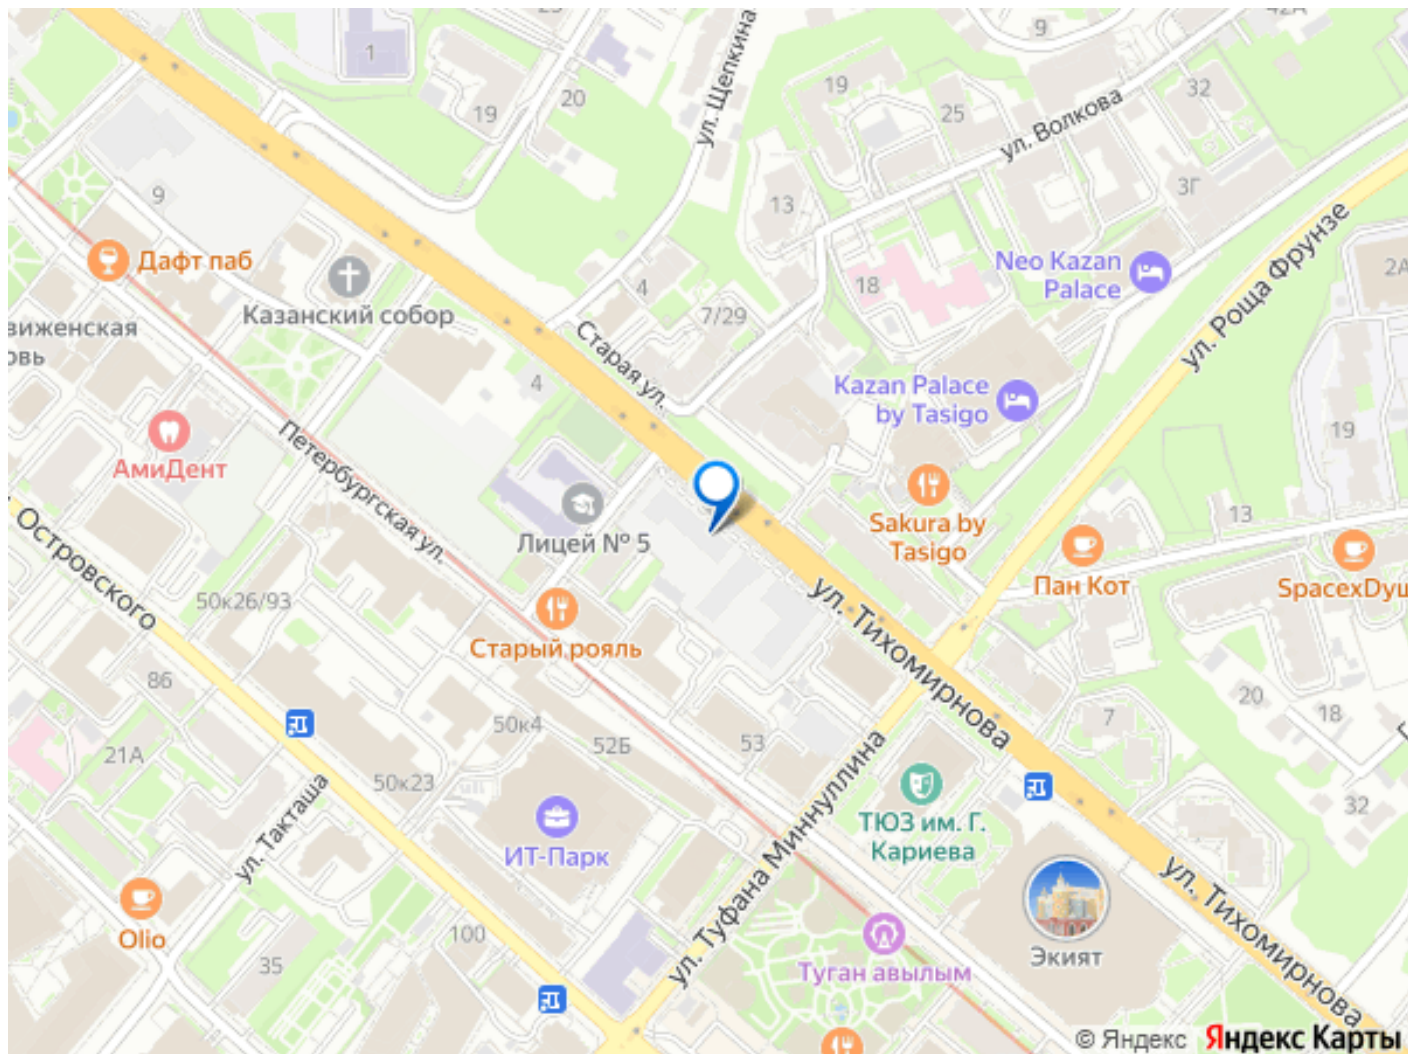 1
19
20
ул. Щепкина
9
42А
19
25
32
ул. Волкова
3Г
13
9
Дафт паб
Казанский собор
4
7/29
18
Neo Kazan
Palace
ул. Роща Фрунзе
2А
Старая ул.
4
Kazan Palace
by Tasigo
19
АмиДент
Петербургская ул.
Лицей № 5
Sakura by
Tasigo
13
Пан Кот
Островского
50к26/93
Старый рояль
ул. Тихомирнова
86
21А
50к4
52Б
53
50к23
7
20
18
32
ул. Такташа
ИТ-Парк
ул. Туфана Миннуллина
ТЮЗ им. Г.
Кариева
Экият
ул. Тихомирнова
Olio
100
35
Туган авылым
© Яндекс Яндекс Карты